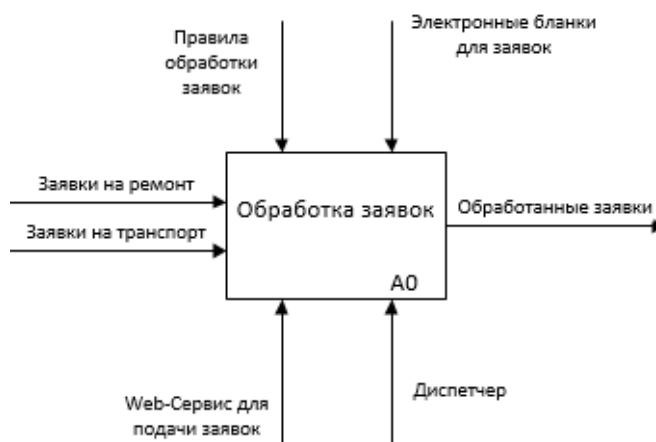 Правила
обработки
заявок
Электронные бланки
для заявок
Заявки на ремонт
Заявки на транспорт
Обработка заявок
A0
Обработанные заявки
Web-Сервис для
подачи заявок
Диспетчер